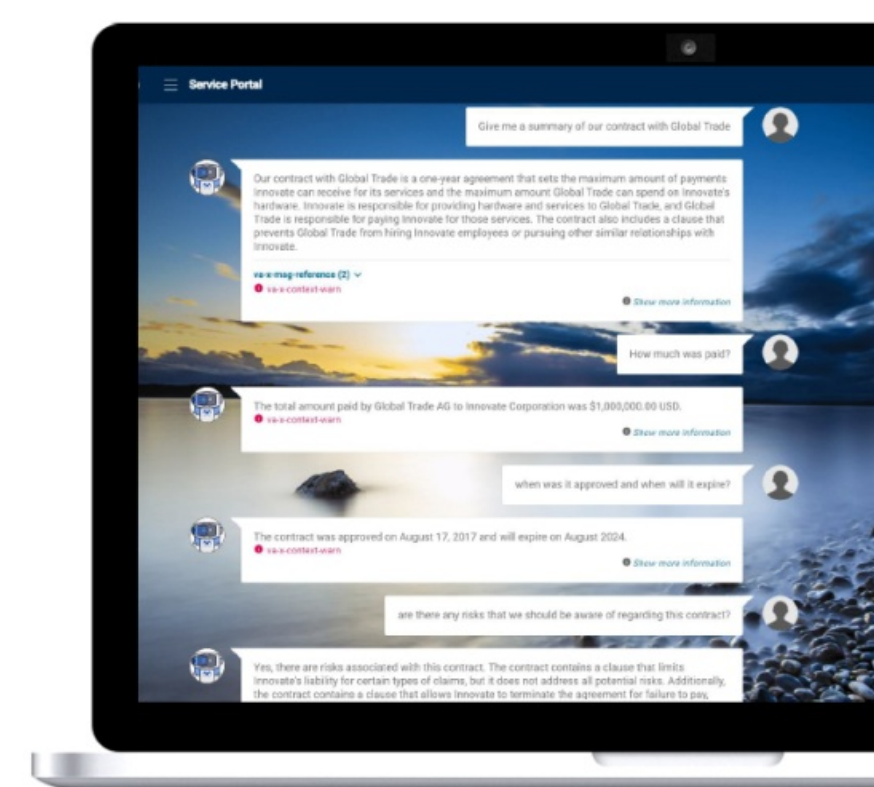 Service Portal
Give me a summary of our contract with Global Trade
Our contract with Global Trade is a one-year agreement that sets the maximum amount of payments
Innovate can receive for its services and the maximum amount Global Trade can spend on Innovate's
hardware. Innovate is responsible for providing hardware and services to Global Trade, and Global
Trade is responsible for paying Innovate for those services. The contract also includes a clause that
prevents Global Trade from hiring Innovate employees or pursuing other similar relationships with
Innovate.
va-x-msg-reference (2)
va-x-context-warn
Show more information
How much was paid?
The total amount paid by Global Trade AG to Innovate Corporation was $1,000,000.00 USD.
va-x-context-warn
Show more information
when was it approved and when will it expire?
The contract was approved on August 17, 2017 and will expire on August 2024.
va-x-context-warn
Show more information
are there any risks that we should be aware of regarding this contract?
Yes, there are risks associated with this contract. The contract contains a clause that limits
Innovate's liability for certain types of claims, but it does not address all potential risks. Additionally,
the contract contains a clause that allows Innovate to terminate the agreement for failure to pay,